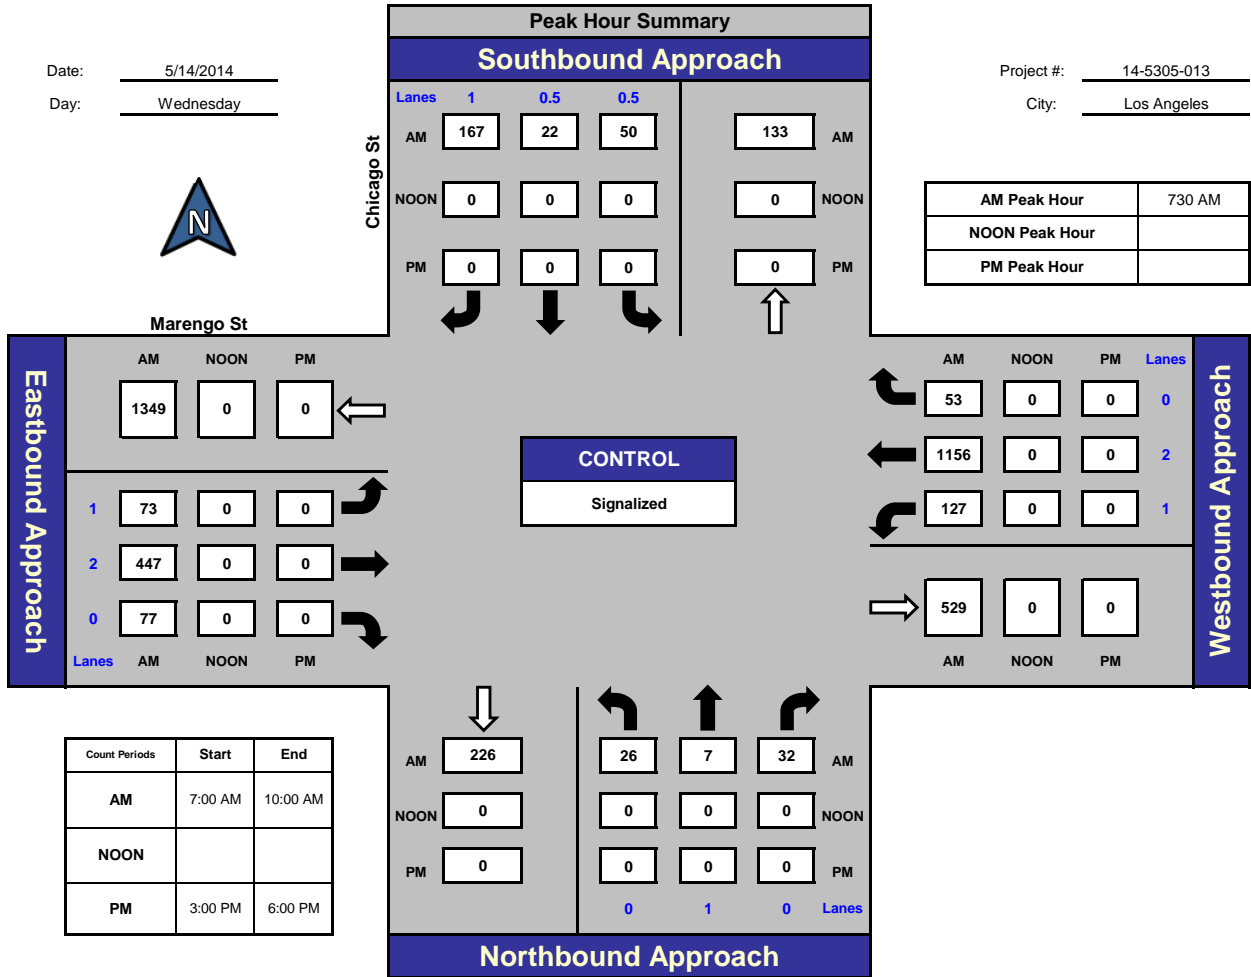 Peak Hour Summary
Southbound Approach
Date: 5/14/2014
Day: Wednesday
Project #: 14-5305-013
City: Los Angeles
N
Chicago St
Lanes 1 0.5 0.5
AM 167 22 50 133 AM
NOON 0 0 0 0 NOON
PM 0 0 0 0 PM
AM Peak Hour 730 AM
NOON Peak Hour
PM Peak Hour
Marengo St
Eastbound Approach
AM NOON PM
1349 0 0
1 73 0 0
2 447 0 0
0 77 0 0
Lanes AM NOON PM
CONTROL
Signalized
AM NOON PM Lanes
53 0 0 0
1156 0 0 2
127 0 0 1
529 0 0
AM NOON PM
Westbound Approach
Count Periods Start End
AM 7:00 AM 10:00 AM
NOON
PM 3:00 PM 6:00 PM
AM 226 26 7 32 AM
NOON 0 0 0 0 NOON
PM 0 0 0 0 PM
0 1 0 Lanes
Northbound Approach